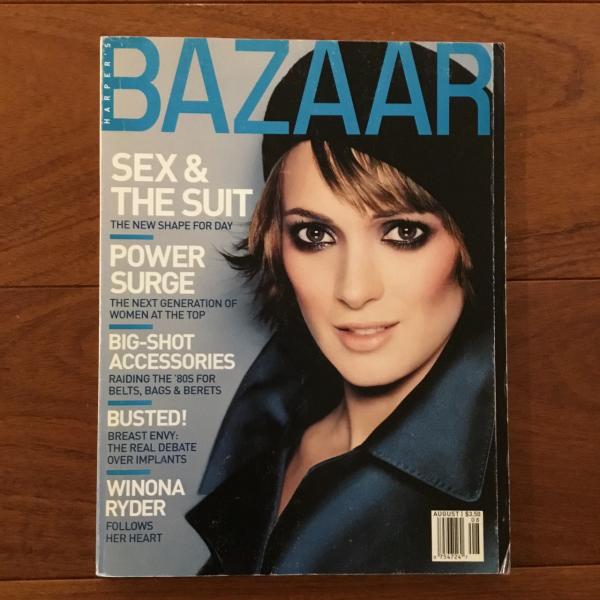 HARPER'S
BAZAAR
SEX &
THE SUIT
THE NEW SHAPE FOR DAY
POWER
SURGE
THE NEXT GENERATION OF
WOMEN AT THE TOP
BIG-SHOT
ACCESSORIES
RAIDING THE '80S FOR
BELTS, BAGS & BERETS
BUSTED!
BREAST ENVY:
THE REAL DEBATE
OVER IMPLANTS
WINONA
RYDER
FOLLOWS
HER HEART
AUGUST | $3.50
08